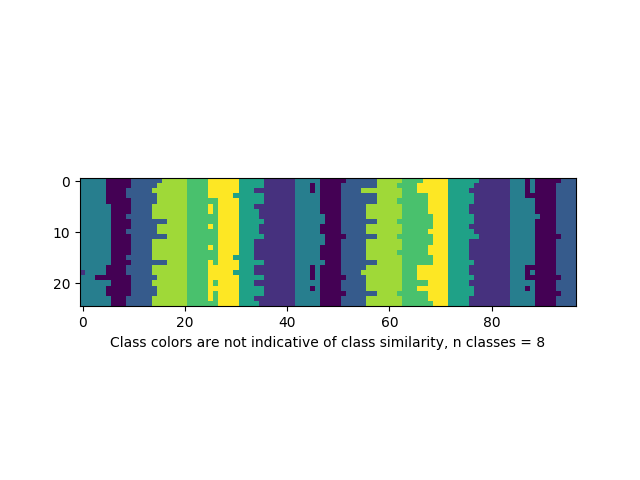 0
10
20
0 20 40 60 80
Class colors are not indicative of class similarity, n classes = 8